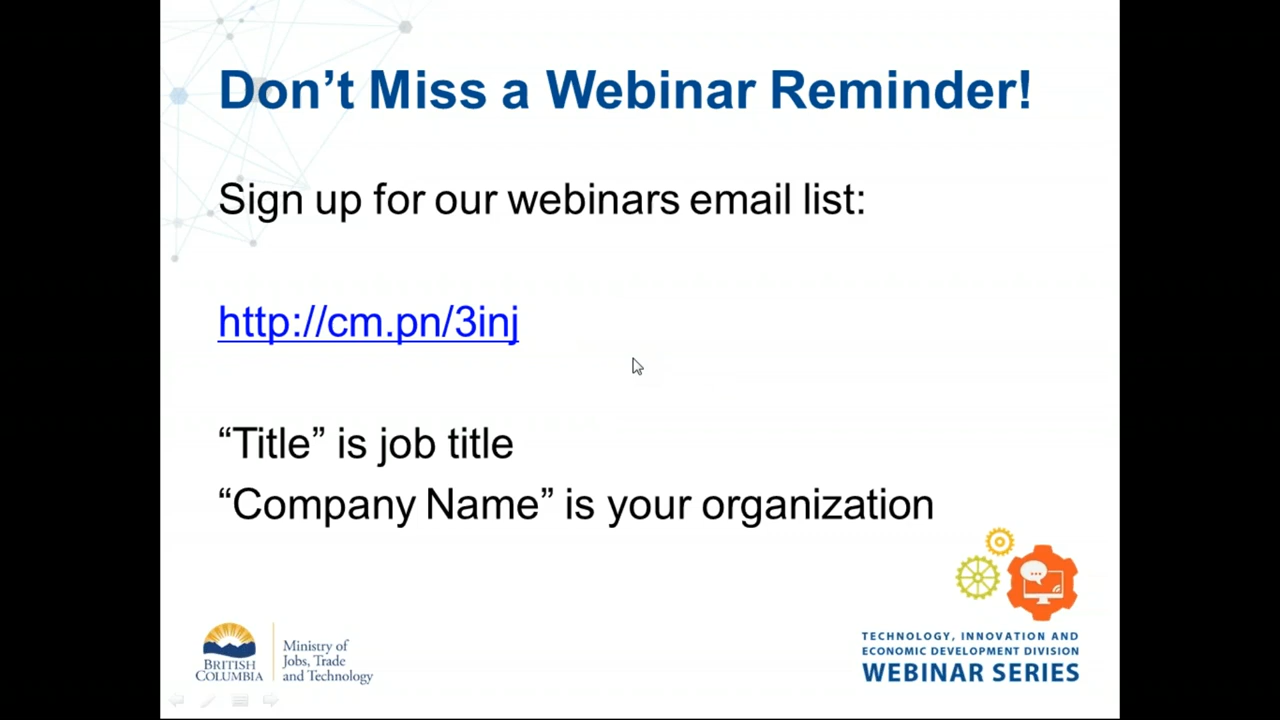 Don’t Miss a Webinar Reminder!
Sign up for our webinars email list:
http://cm.pn/3inj
“Title” is job title
“Company Name” is your organization
BRITISH
COLUMBIA
Ministry of
Jobs, Trade
and Technology
TECHNOLOGY, INNOVATION AND
ECONOMIC DEVELOPMENT DIVISION
WEBINAR SERIES